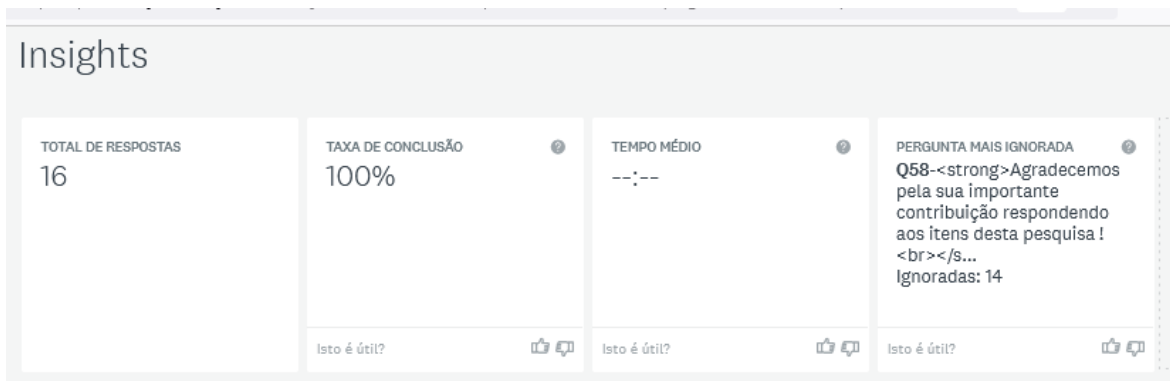 Insights
TOTAL DE RESPOSTAS
16
TAXA DE CONCLUSÃO
100%
Isto é útil?
TEMPO MÉDIO
--:--
Isto é útil?
PERGUNTA MAIS IGNORADA
Q58-<strong>Agradecemos
pela sua importante
contribuição respondendo
aos itens desta pesquisa !
<br></s...
Ignoradas: 14
Isto é útil?